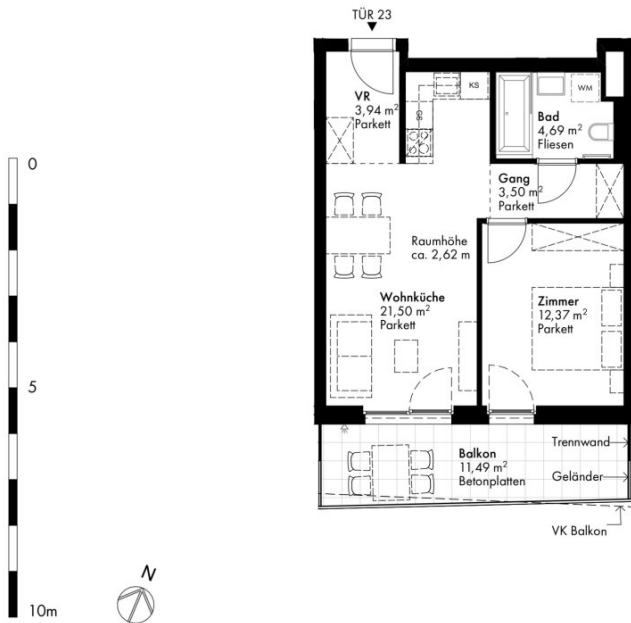 TÜR 23
VR
3,94 m²
Parkett
KS
GS
WM
Bad
4,69 m²
Fliesen
Gang
3,50 m²
Parkett
Raumhöhe
ca. 2,62 m
Wohnküche
21,50 m²
Parkett
Zimmer
12,37 m²
Parkett
Balkon
11,49 m²
Betonplatten
Trennwand
Geländer
VK Balkon
0
5
10m
N